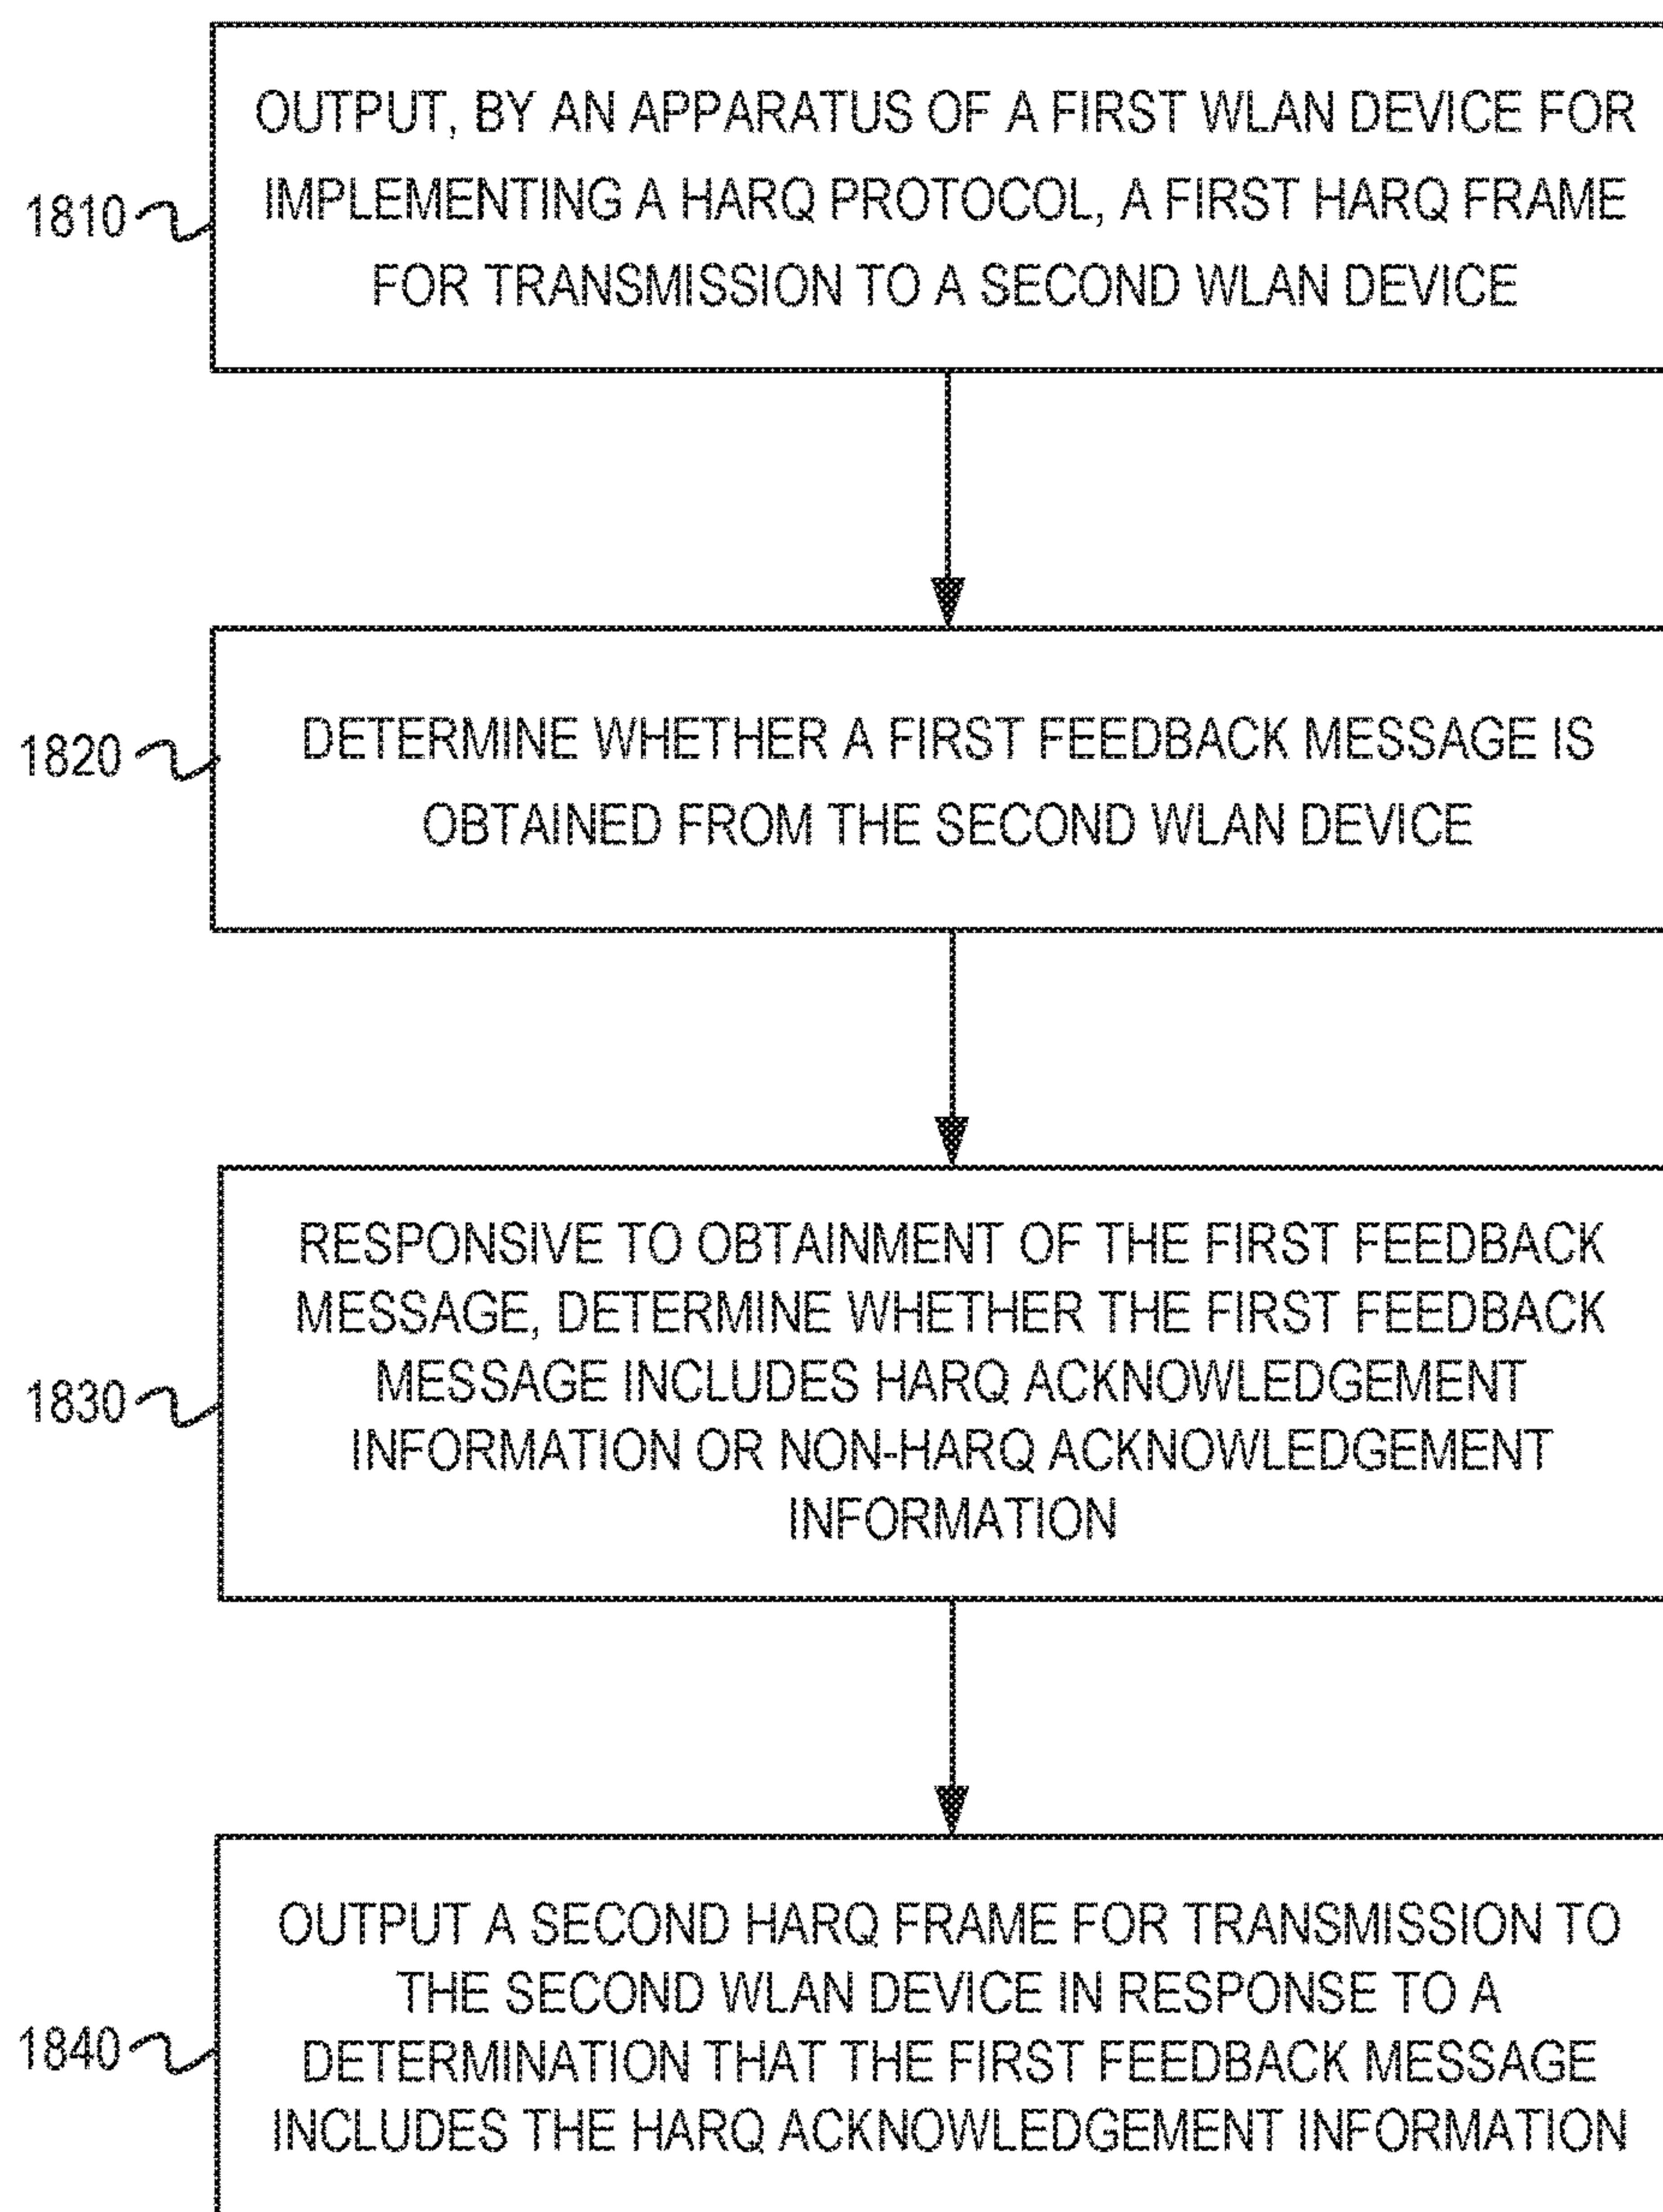 OUTPUT, BY AN APPARATUS OF A FIRST WLAN DEVICE FOR
IMPLEMENTING A HARQ PROTOCOL, A FIRST HARQ FRAME
FOR TRANSMISSION TO A SECOND WLAN DEVICE
1810
DETERMINE WHETHER A FIRST FEEDBACK MESSAGE IS
OBTAINED FROM THE SECOND WLAN DEVICE
1820
RESPONSIVE TO OBTAINMENT OF THE FIRST FEEDBACK
MESSAGE, DETERMINE WHETHER THE FIRST FEEDBACK
MESSAGE INCLUDES HARQ ACKNOWLEDGEMENT
INFORMATION OR NON-HARQ ACKNOWLEDGEMENT
INFORMATION
1830
OUTPUT A SECOND HARQ FRAME FOR TRANSMISSION TO
THE SECOND WLAN DEVICE IN RESPONSE TO A
DETERMINATION THAT THE FIRST FEEDBACK MESSAGE
INCLUDES THE HARQ ACKNOWLEDGEMENT INFORMATION
1840